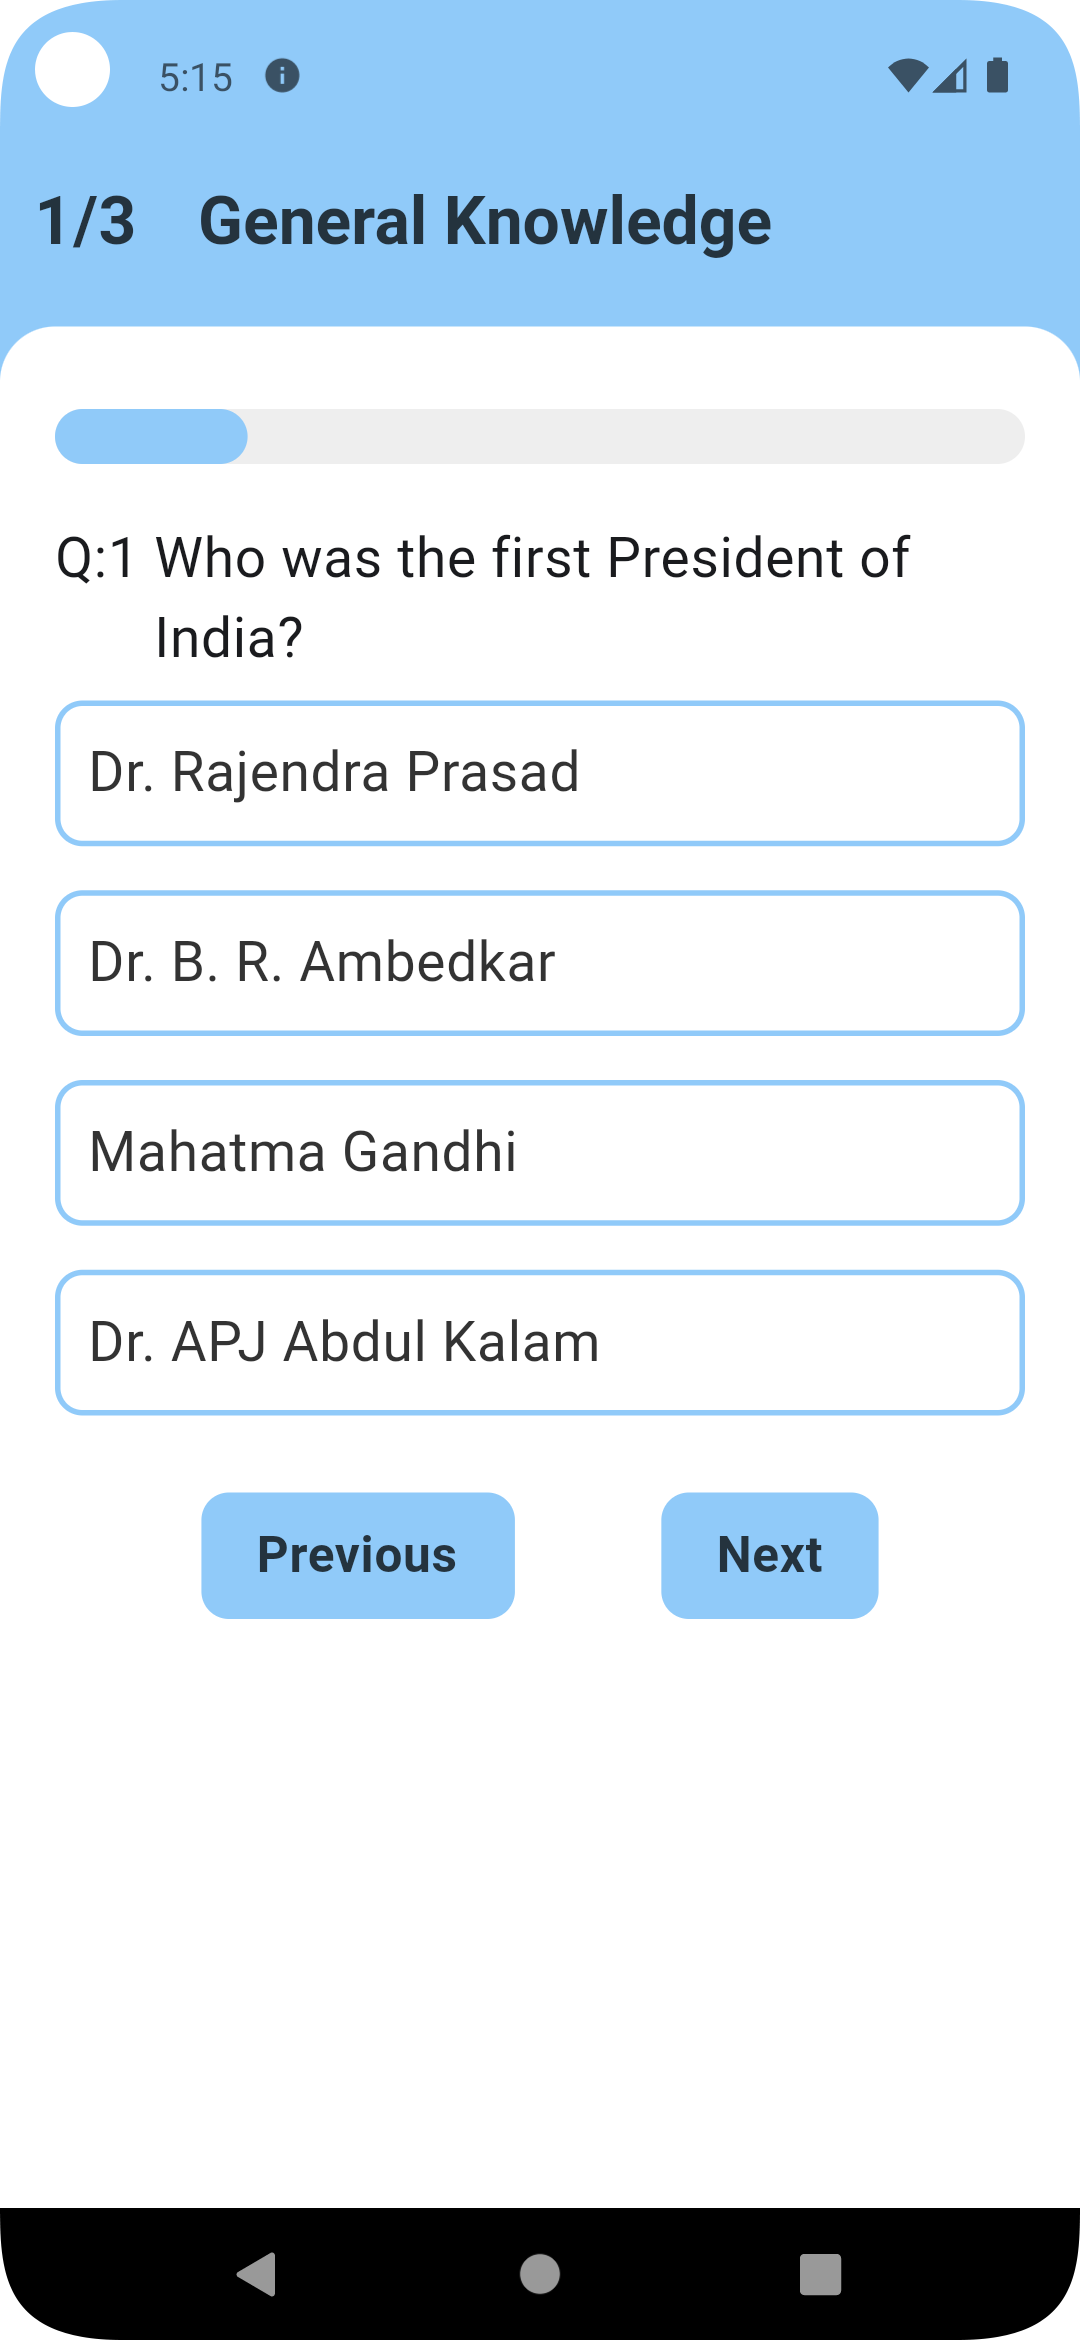 5:15
1/3 General Knowledge
Q:1 Who was the first President of
India?
Dr. Rajendra Prasad
Dr. B. R. Ambedkar
Mahatma Gandhi
Dr. APJ Abdul Kalam
Previous Next